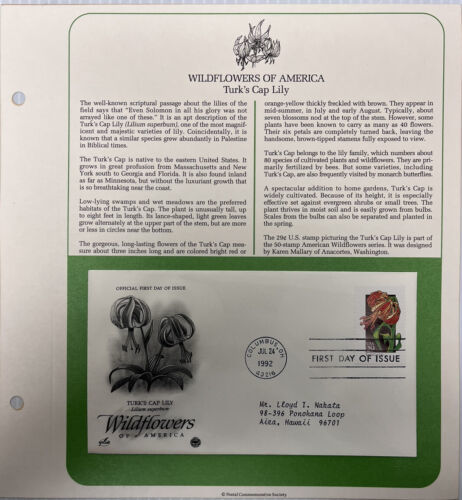 WILDFLOWERS OF AMERICA
Turk's Cap Lily
The well-known scriptural passage about the lilies of the
field says that "Even Solomon in all his glory was not
arrayed like one of these." It is an apt description of the
Turk's Cap Lily (Lilium superbum), one of the most magnif-
icent and majestic varieties of lily. Coincidentally, it is
known that a similar species grew abundantly in Palestine
in Biblical times.
The Turk's Cap is native to the eastern United States. It
grows in great profusion from Massachusetts and New
York south to Georgia and Florida. It is also found inland
as far as Minnesota, but without the luxuriant growth that
is so breathtaking near the coast.
Low-lying swamps and wet meadows are the preferred
habitats of the Turk's Cap. The plant is unusually tall, up
to eight feet in length. Its lance-shaped, light green leaves
grow alternately at the upper part of the stem, but are more
or less in circles near the bottom.
The gorgeous, long-lasting flowers of the Turk's Cap mea-
sure about three inches long and are colored bright red or
orange-yellow thickly freckled with brown. They appear in
mid-summer, in July and early August. Typically, about
seven blossoms nod at the top of the stem. However, some
plants have been known to carry as many as 40 flowers.
Their six petals are completely turned back, leaving the
handsome, brown-tipped stamens fully exposed to view.
Turk's Cap belongs to the lily family, which numbers about
80 species of cultivated plants and wildflowers. They are pri-
marily fertilized by bees. But some varieties, including
Turk's Cap, are also frequently visited by monarch butterflies.
A spectacular addition to home gardens, Turk's Cap is
widely cultivated. Because of its height, it is especially
effective set against evergreen shrubs or small trees. The
plant thrives in moist soil and is easily grown from bulbs.
Scales from the bulbs can also be separated and planted in
the spring.
The 29¢ U.S. stamp picturing the Turk's Cap Lily is part of
the 50-stamp American Wildflowers series. It was designed
by Karen Mallary of Anacortes, Washington.
OFFICIAL FIRST DAY OF ISSUE
TURK'S CAP LILY
Lilium superbum
Wildflowers
OF AMERICA
COLUMBUS, OH
JUL 24
1992
43216
FIRST DAY OF ISSUE
Mr. Lloyd T. Nakata
98-396 Ponohana Loop
Aiea, Hawaii 96701
© Postal Commemorative Society